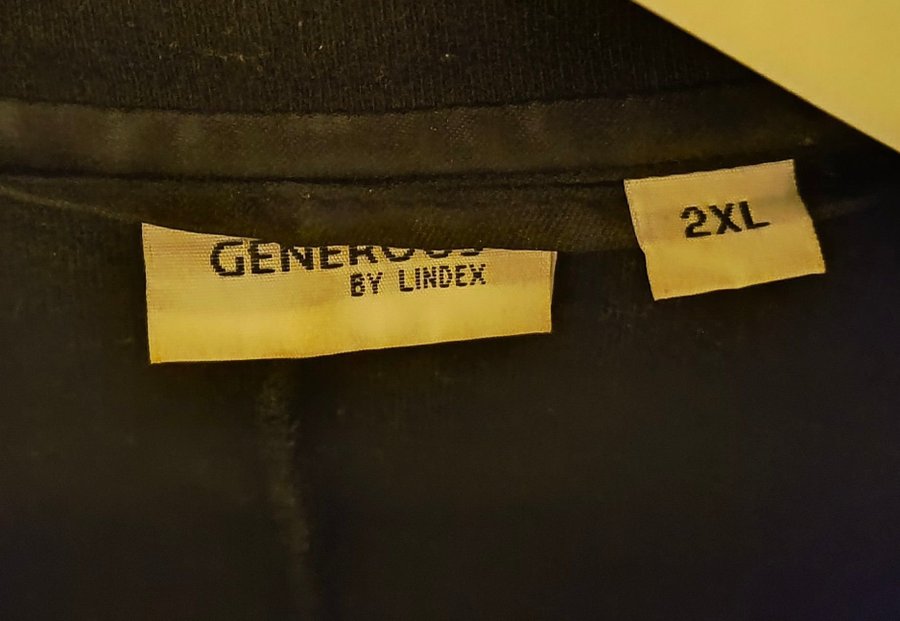 GENEROUS
BY LINDEX
2XL